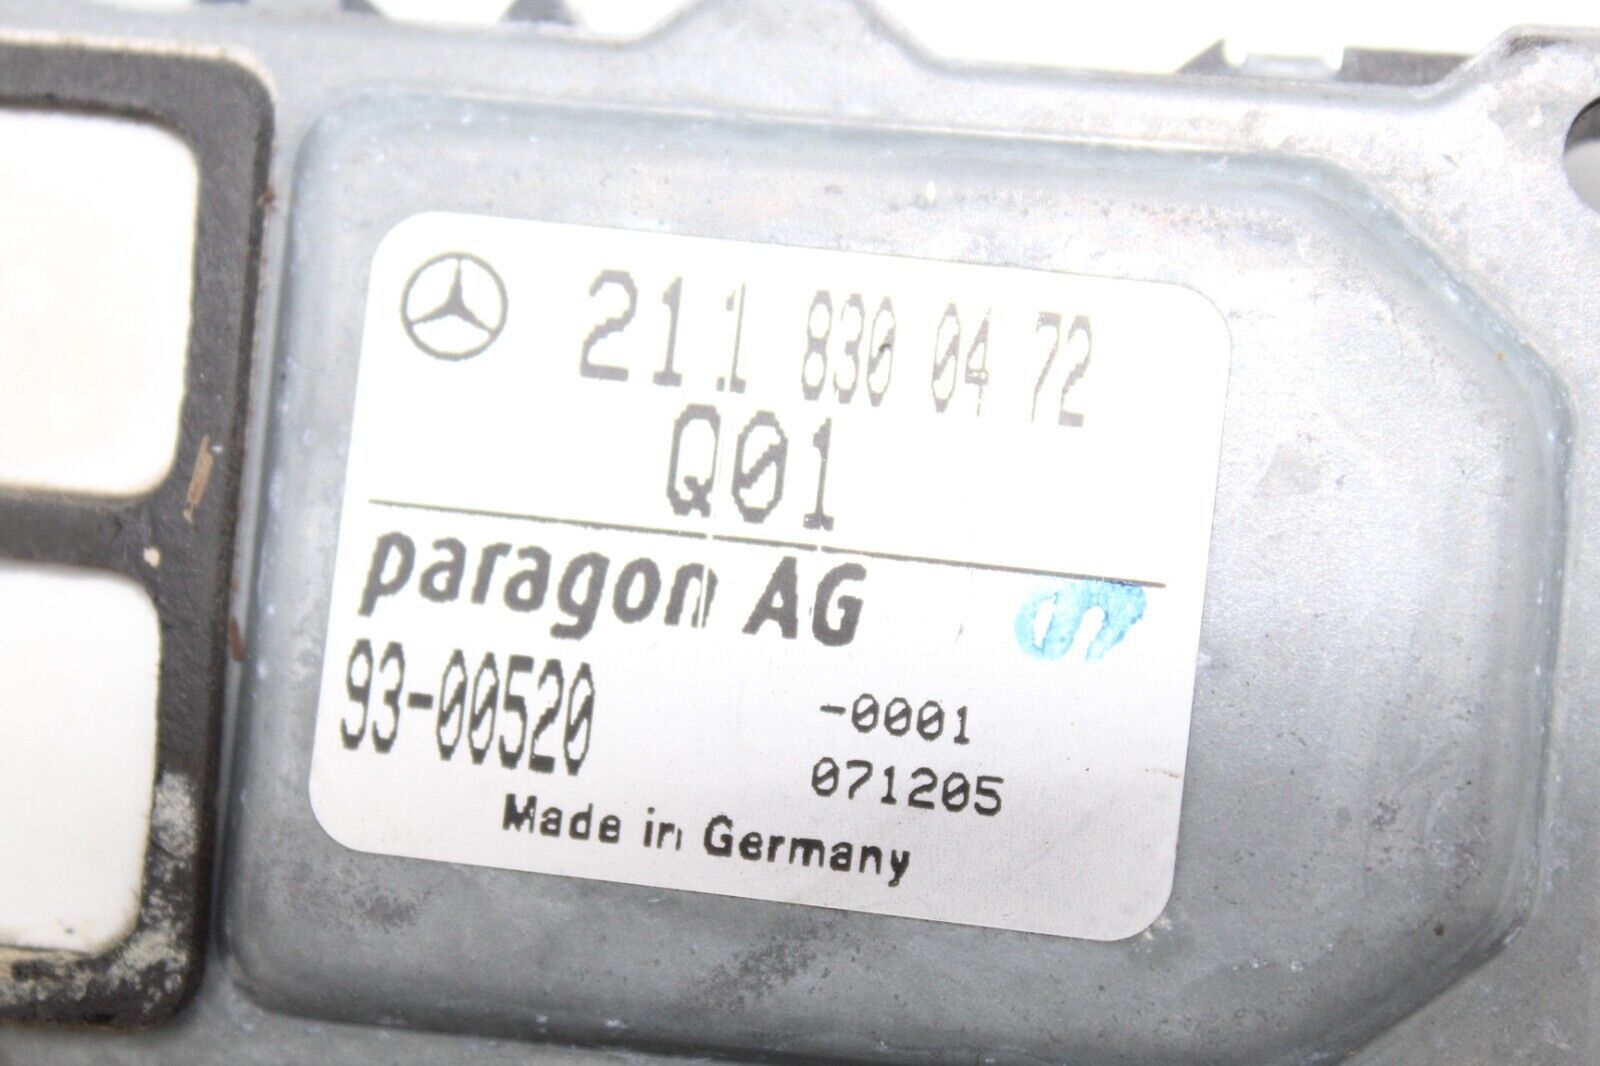 211 830 04 72
Q01
paragon AG
93-00520 -0001
071205
Made in Germany